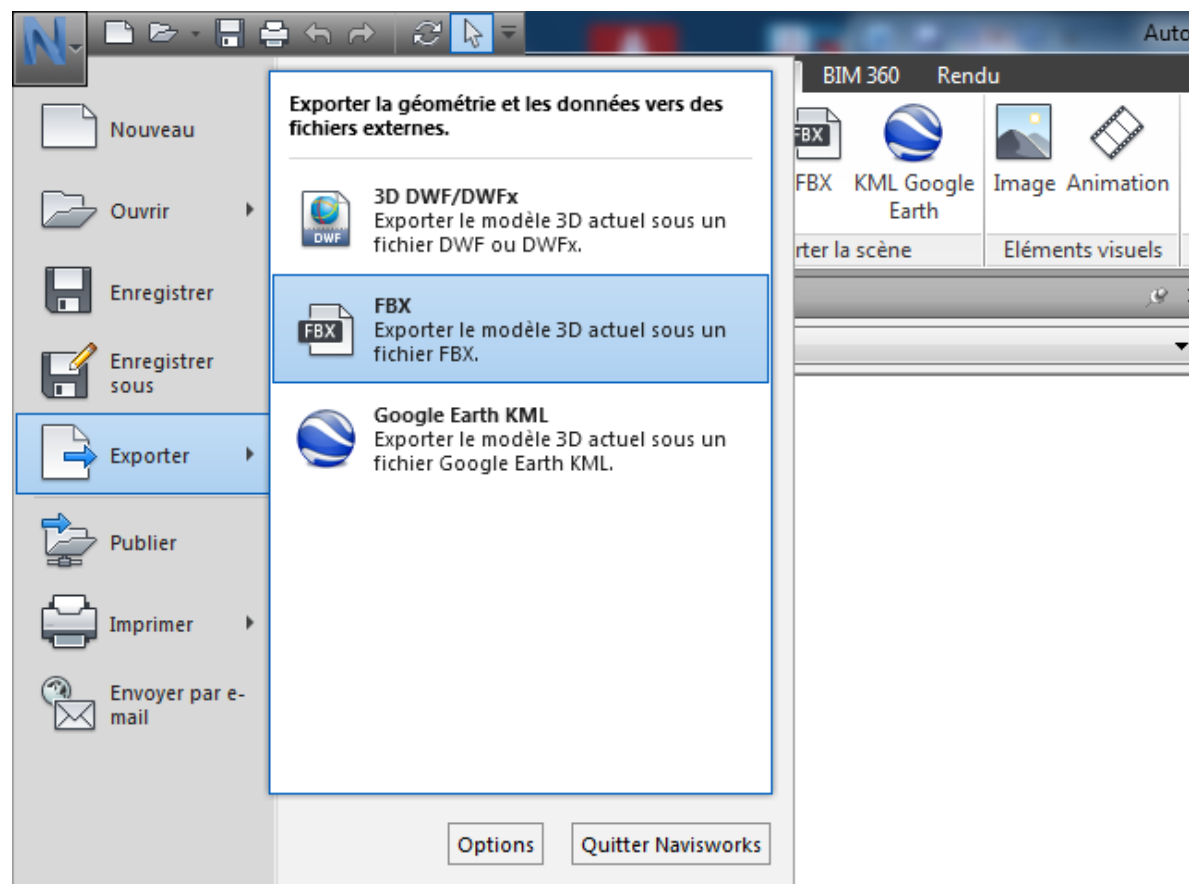 Auto
BIM 360 Rendu
Exporter la géométrie et les données vers des
fichiers externes.
Nouveau
Ouvrir
Enregistrer
Enregistrer
sous
Exporter
Publier
Imprimer
Envoyer par e-
mail
3D DWF/DWFx
Exporter le modèle 3D actuel sous un
fichier DWF ou DWFx.
DWF
FBX
Exporter le modèle 3D actuel sous un
fichier FBX.
FBX
Google Earth KML
Exporter le modèle 3D actuel sous un
fichier Google Earth KML.
FBX
FBX
KML Google
Earth
Image
Animation
rter la scène
Eléments visuels
Options
Quitter Navisworks